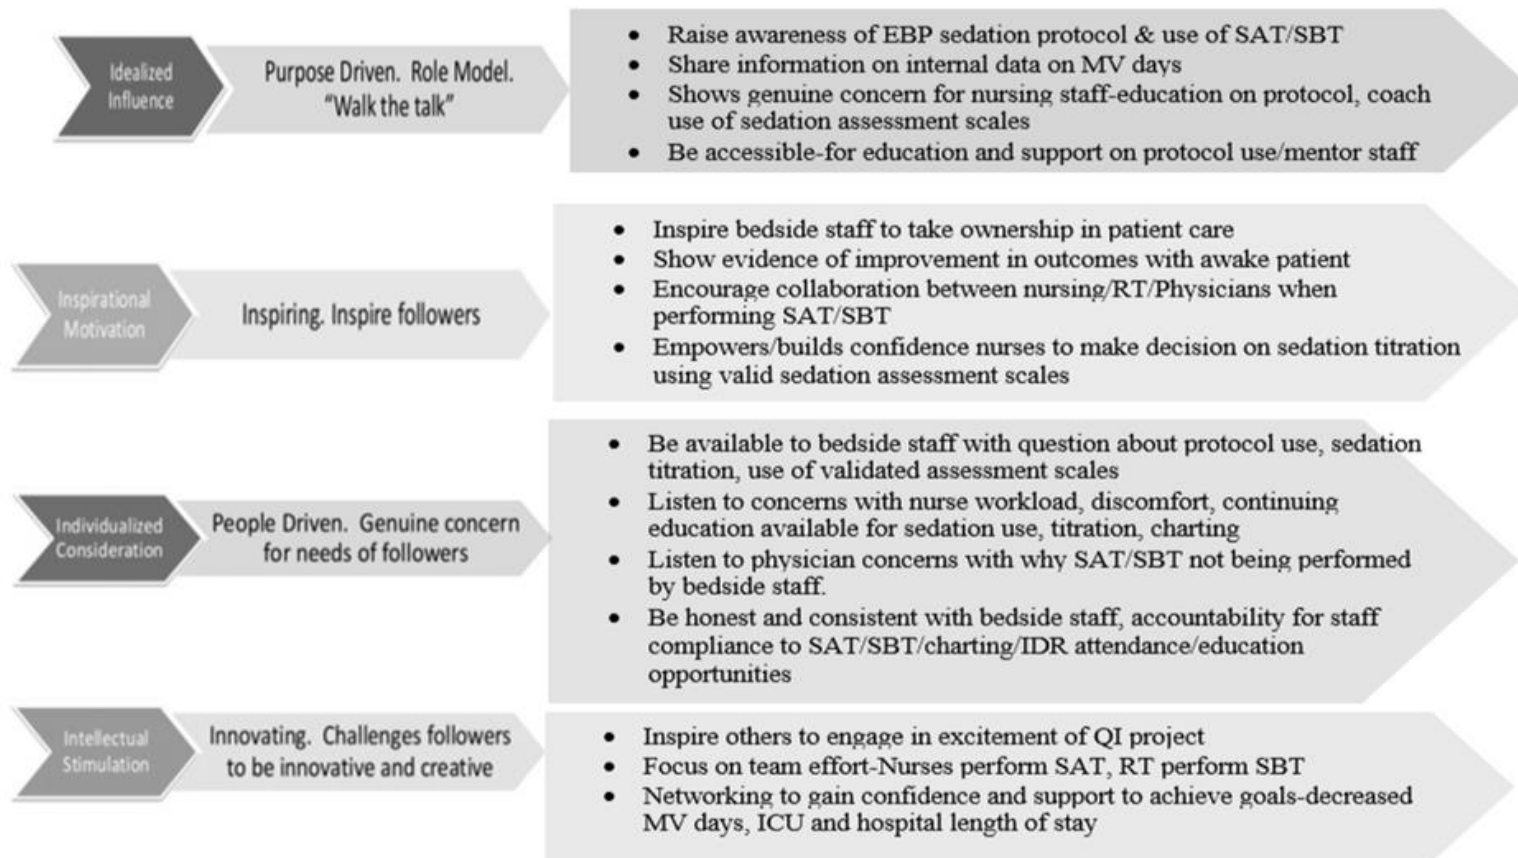 Idealized
Influence
Purpose Driven.  Role Model.
“Walk the talk”
• Raise awareness of EBP sedation protocol & use of SAT/SBT
• Share information on internal data on MV days
• Shows genuine concern for nursing staff-education on protocol, coach
use of sedation assessment scales
• Be accessible-for education and support on protocol use/mentor staff
Inspirational
Motivation
Inspiring. Inspire followers
• Inspire bedside staff to take ownership in patient care
• Show evidence of improvement in outcomes with awake patient
• Encourage collaboration between nursing/RT/Physicians when
performing SAT/SBT
• Empowers/builds confidence nurses to make decision on sedation titration
using valid sedation assessment scales
Individualized
Consideration
People Driven.  Genuine concern
for needs of followers
• Be available to bedside staff with question about protocol use, sedation
titration, use of validated assessment scales
• Listen to concerns with nurse workload, discomfort, continuing
education available for sedation use, titration, charting
• Listen to physician concerns with why SAT/SBT not being performed
by bedside staff.
• Be honest and consistent with bedside staff, accountability for staff
compliance to SAT/SBT/charting/IDR attendance/education
opportunities
Intellectual
Stimulation
Innovating.  Challenges followers
to be innovative and creative
• Inspire others to engage in excitement of QI project
• Focus on team effort-Nurses perform SAT, RT perform SBT
• Networking to gain confidence and support to achieve goals-decreased
MV days, ICU and hospital length of stay